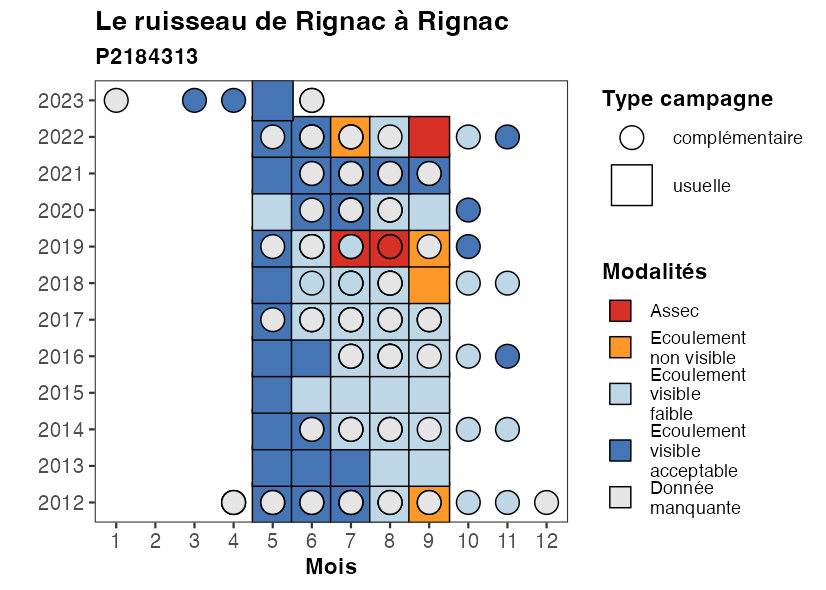 Le ruisseau de Rignac à Rignac
P2184313
2023
2022
2021
2020
2019
2018
2017
2016
2015
2014
2013
2012
1 2 3 4 5 6 7 8 9 10 11 12
Mois
Type campagne
complémentaire
usuelle
Modalités
Assec
Ecoulement
non visible
Ecoulement
visible
faible
Ecoulement
visible
acceptable
Donnée
manquante